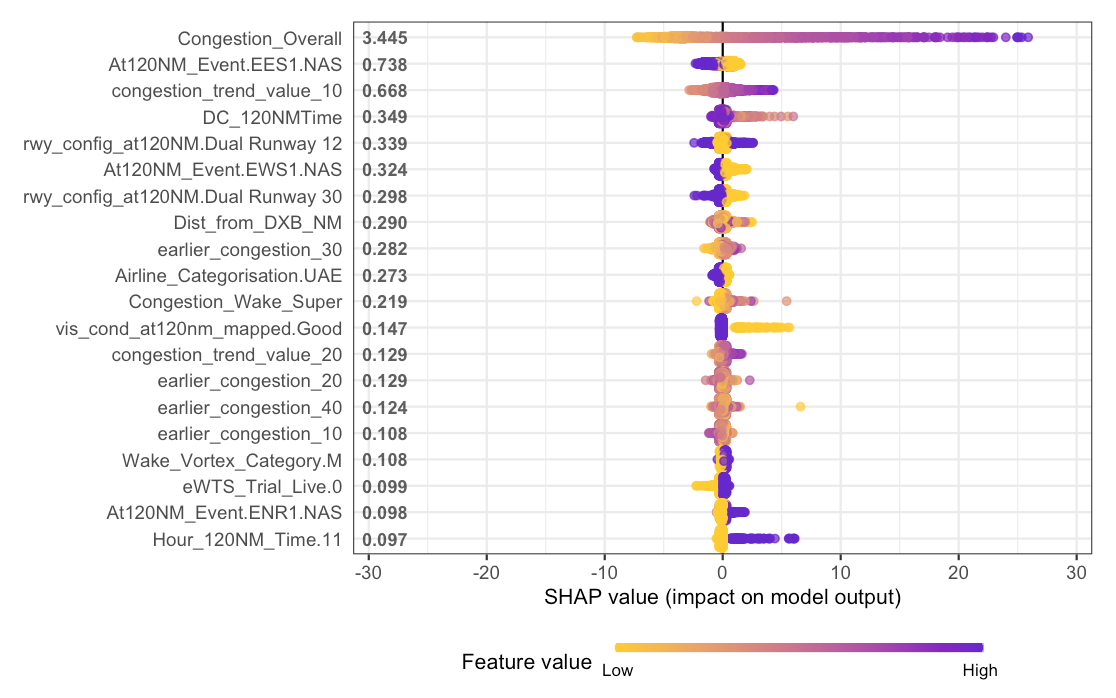 Congestion_Overall 3.445
At120NM_Event.EES1.NAS 0.738
congestion_trend_value_10 0.668
DC_120NMTime 0.349
rwy_config_at120NM.Dual Runway 12 0.339
At120NM_Event.EWS1.NAS 0.324
rwy_config_at120NM.Dual Runway 30 0.298
Dist_from_DXB_NM 0.290
earlier_congestion_30 0.282
Airline_Categorisation.UAE 0.273
Congestion_Wake_Super 0.219
vis_cond_at120nm_mapped.Good 0.147
congestion_trend_value_20 0.129
earlier_congestion_20 0.129
earlier_congestion_40 0.124
earlier_congestion_10 0.108
Wake_Vortex_Category.M 0.108
eWTS_Trial_Live.0 0.099
At120NM_Event.ENR1.NAS 0.098
Hour_120NM_Time.11 0.097
-30 -20 -10 0 10 20 30
SHAP value (impact on model output)
Feature value
Low High